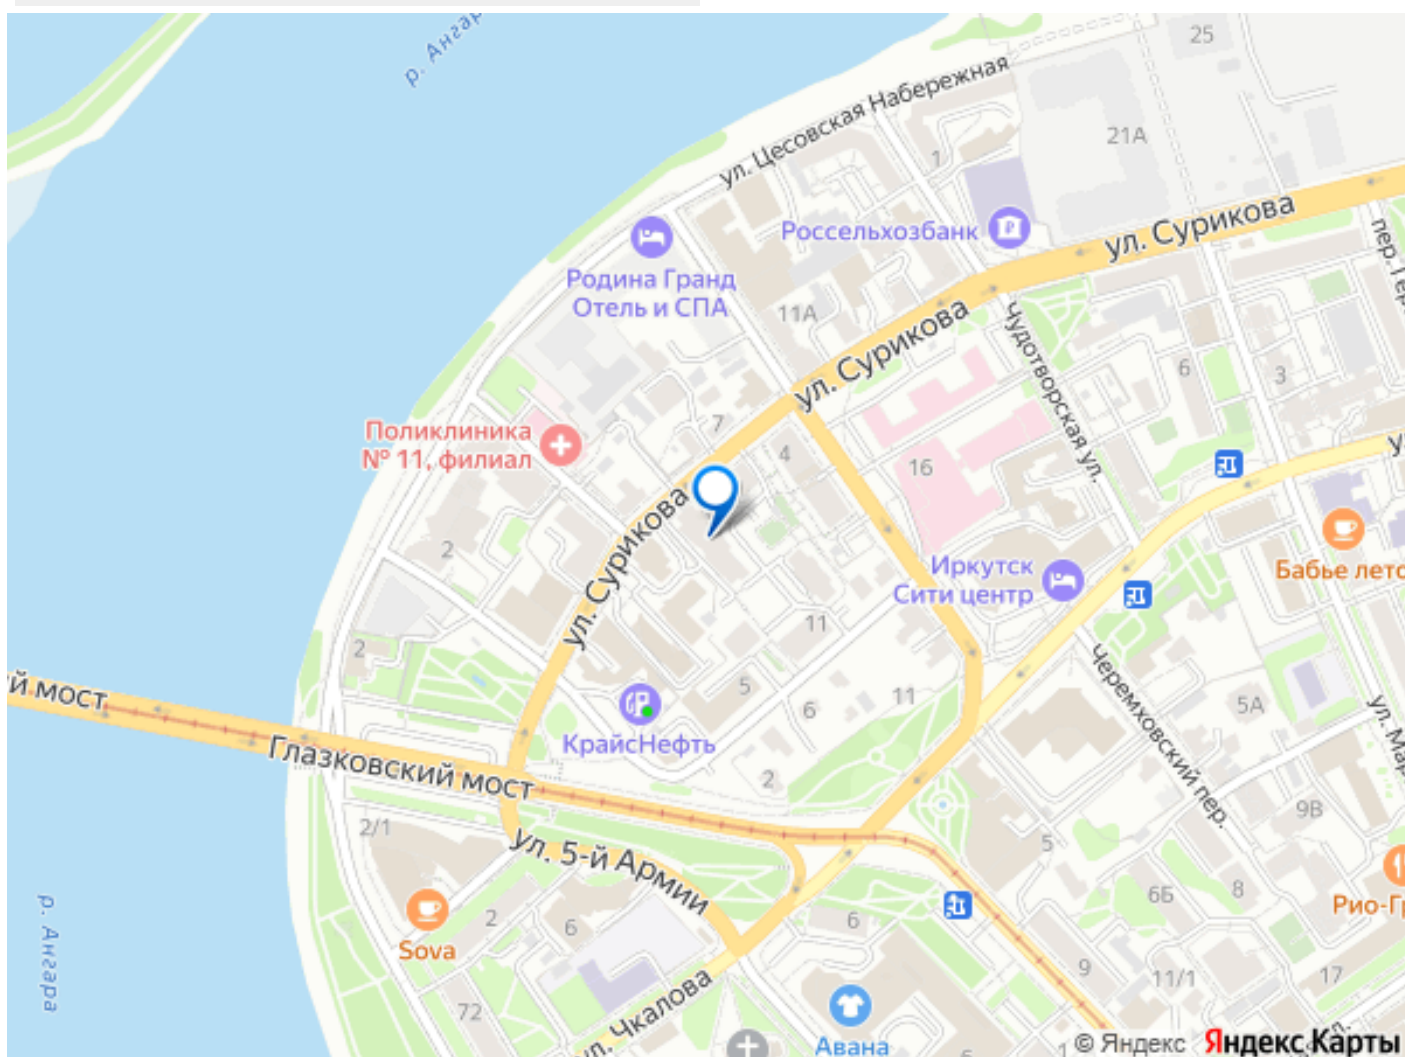 р. Ангар
25
ул. Цесовская Набережная
21А
1
Россельхозбанк
ул. Сурикова
Родина Гранд
Отель и СПА
11А
ул. Сурикова
Чудотворская ул.
6
3
7
Поликлиника
№ 11, филиал
4
16
ул. Сурикова
2
Иркутск
Сити центр
Бабье лето
11
2
5
6
11
5А
й мост
КрайсНефть
Черемховский пер.
ул. Мар
Глазковский мост
2
9В
2/1
5
ул. 5-й Армии
6Б
8
Рио-Гр
2
6
6
Sova
р. Ангара
9
11/1
17
72
ул. Чкалова
Авана
© Яндекс Яндекс Карты